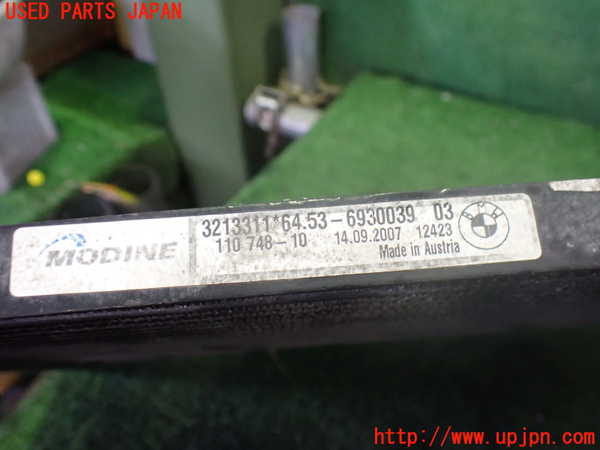 USED PARTS JAPAN
MODINE
3213311*64.53-6930039 03
110 748-10 14.09.2007 12423
Made in Austria
BMW
http://www.upjpn.com